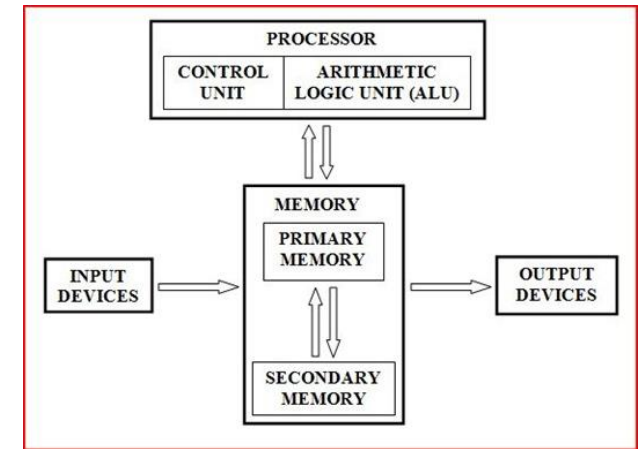 PROCESSOR
CONTROL
UNIT
ARITHMETIC
LOGIC UNIT (ALU)
MEMORY
PRIMARY
MEMORY
INPUT
DEVICES
OUTPUT
DEVICES
SECONDARY
MEMORY